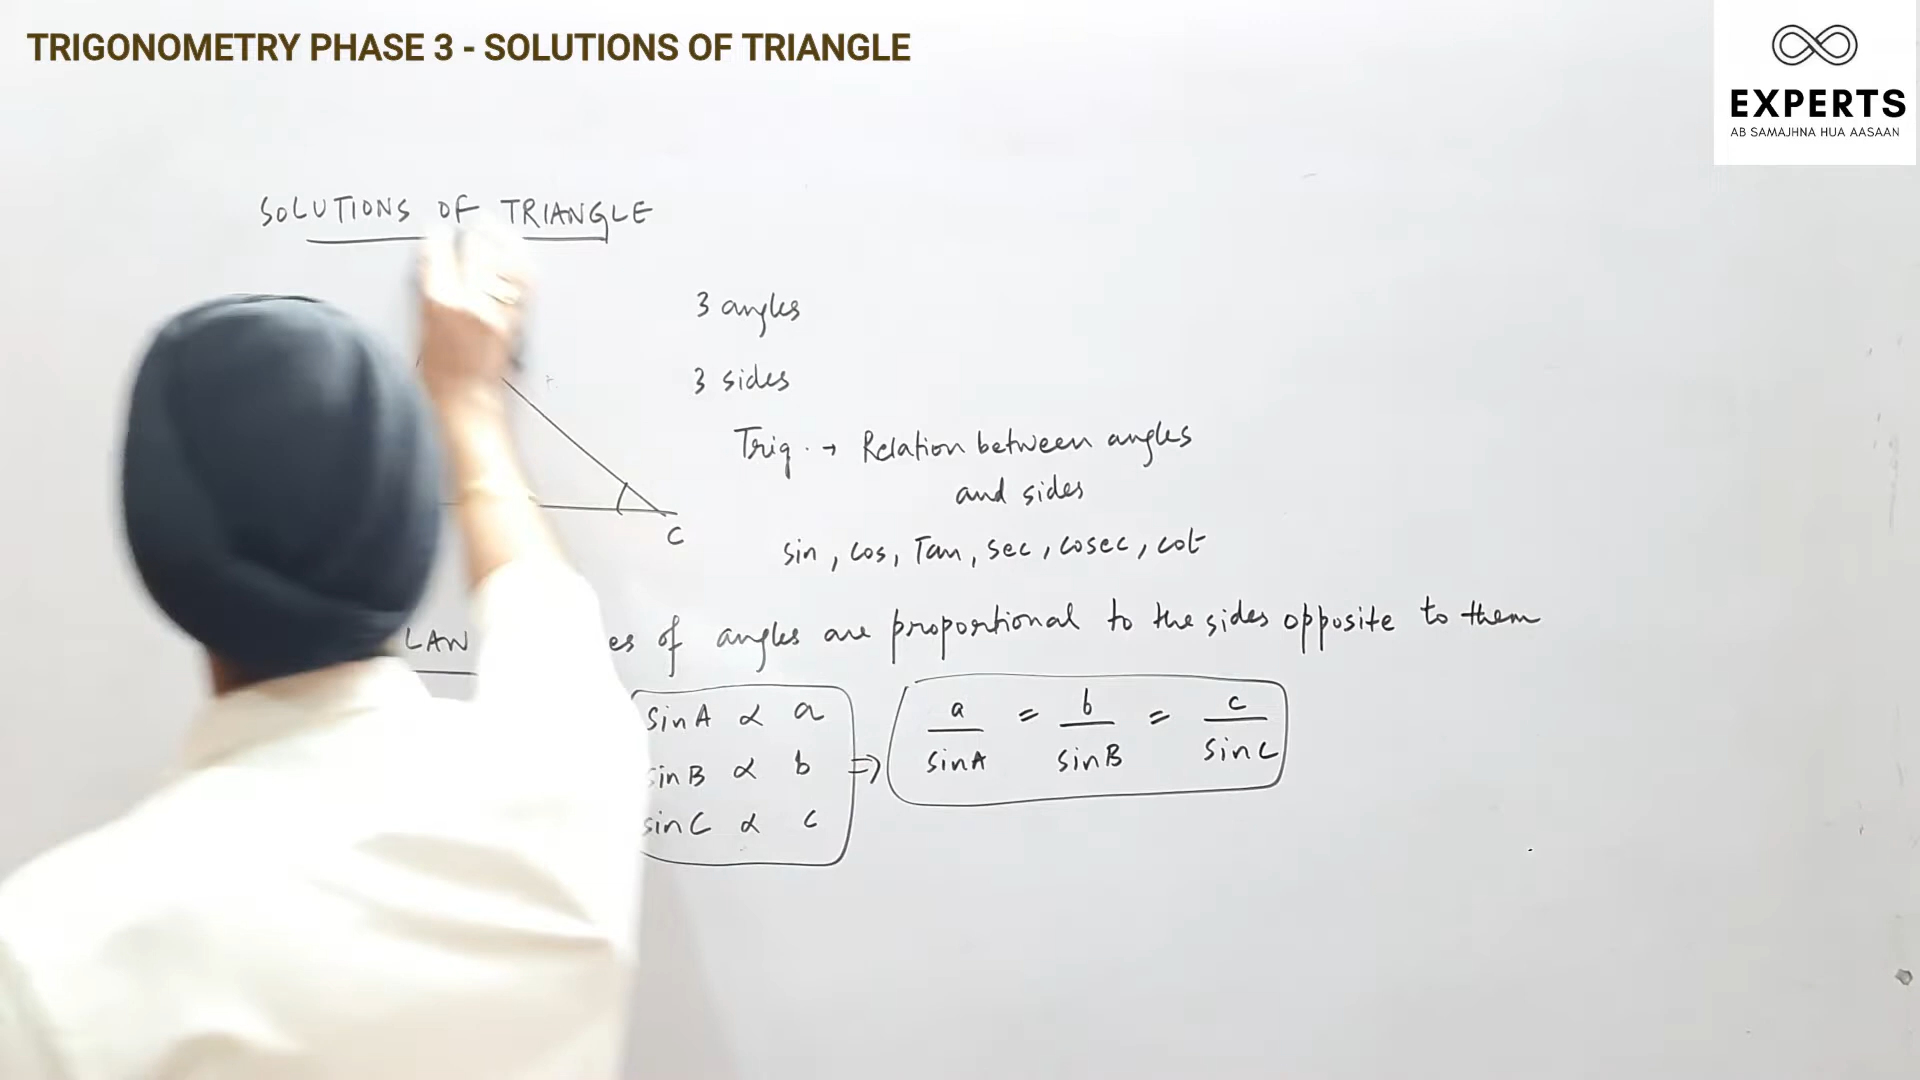 TRIGONOMETRY PHASE 3 - SOLUTIONS OF TRIANGLE
EXPERTS
AB SAMAJHNA HUA AASAAN
SOLUTIONS OF TRIANGLE
3 angles
3 sides
Trig. → Relation between angles
and sides
C
sin, cos, Tan, sec, cosec, cot
LAW of angles are proportional to the sides opposite to them
sinA ∝ a
sinB ∝ b
sinC ∝ c
⇒ a/sinA = b/sinB = c/sinC